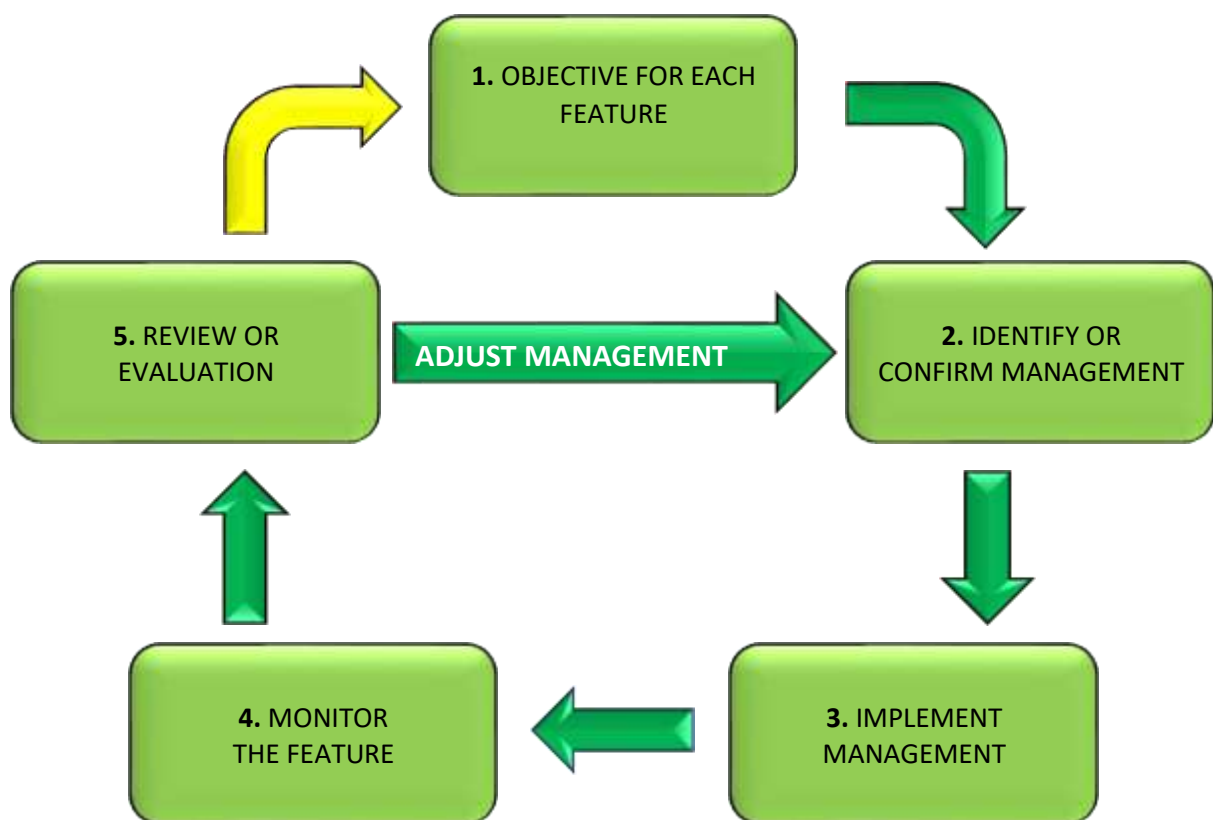 1. OBJECTIVE FOR EACH
FEATURE
5. REVIEW OR
EVALUATION
ADJUST MANAGEMENT
2. IDENTIFY OR
CONFIRM MANAGEMENT
4. MONITOR
THE FEATURE
3. IMPLEMENT
MANAGEMENT